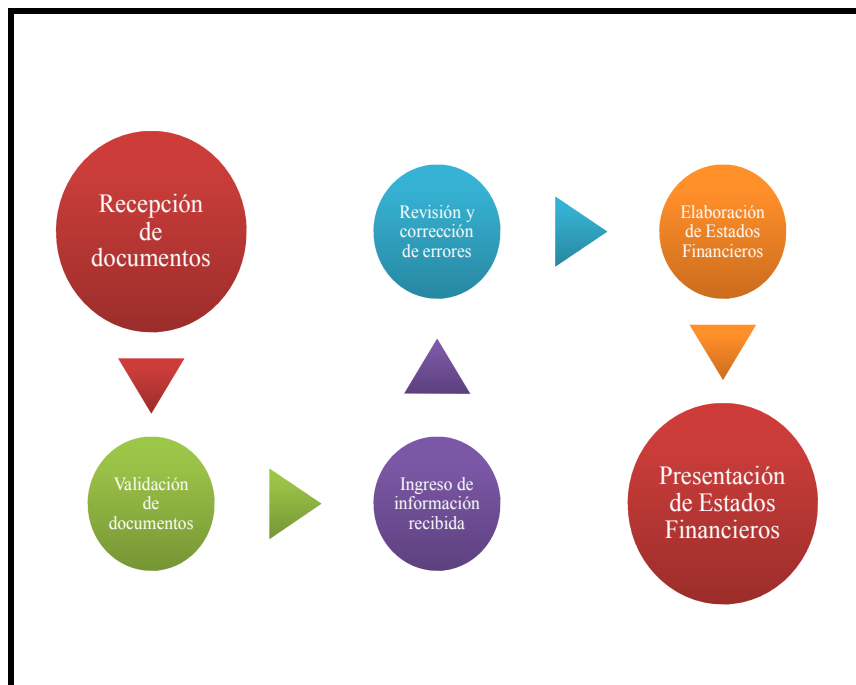 Recepción
de
documentos
Validación
de
documentos
Ingreso de
información
recibida
Revisión y
corrección
de errores
Elaboración
de Estados
Financieros
Presentación
de Estados
Financieros